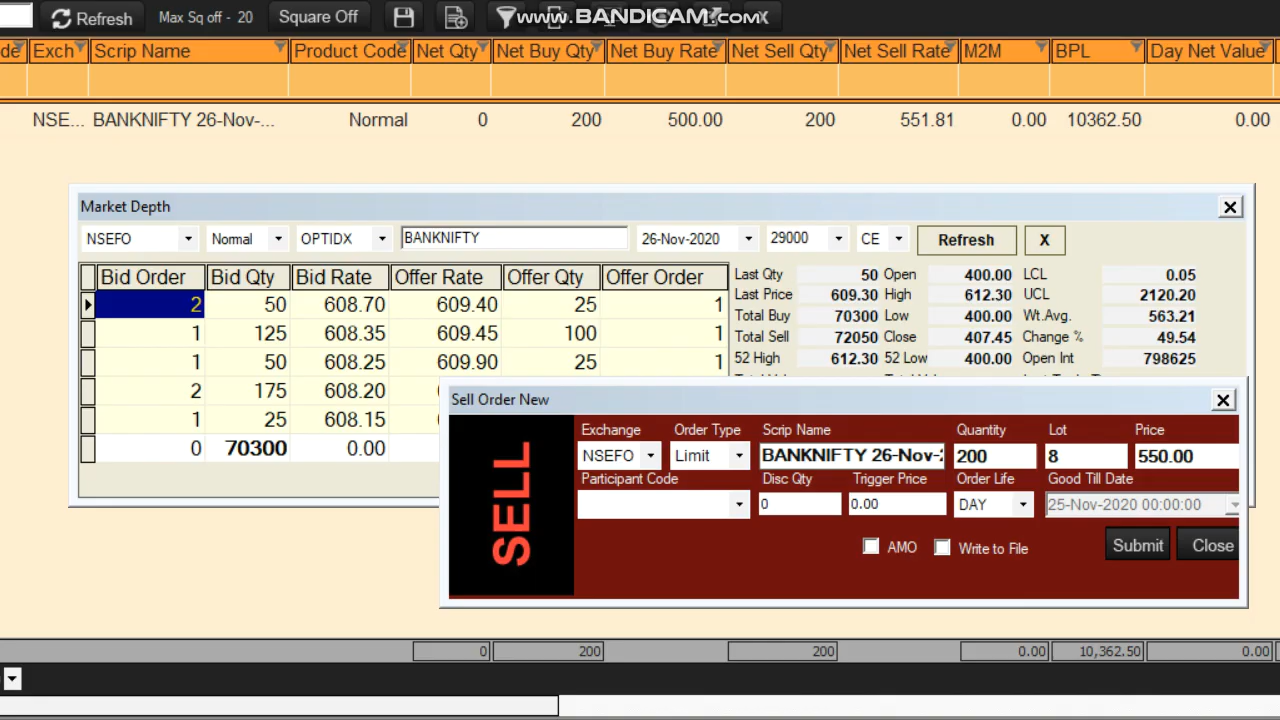 Refresh Max Sq off - 20 Square Off www.BANDICAM.com X
de Exch Scrip Name Product Code Net Qty Net Buy Qty Net Buy Rate Net Sell Qty Net Sell Rate M2M BPL Day Net Value
NSE... BANKNIFTY 26-Nov-... Normal 0 200 500.00 200 551.81 0.00 10362.50 0.00
Market Depth
NSEFO Normal OPTIDX BANKNIFTY 26-Nov-2020 29000 CE Refresh X
Bid Order Bid Qty Bid Rate Offer Rate Offer Qty Offer Order
2 50 608.70 609.40 25 1
1 125 608.35 609.45 100 1
1 50 608.25 609.90 25 1
2 175 608.20
1 25 608.15
0 70300 0.00
Last Qty 50 Open 400.00 LCL 0.05
Last Price 609.30 High 612.30 UCL 2120.20
Total Buy 70300 Low 400.00 Wt.Avg. 563.21
Total Sell 72050 Close 407.45 Change % 49.54
52 High 612.30 52 Low 400.00 Open Int 798625
Sell Order New
SELL
Exchange Order Type Scrip Name Quantity Lot Price
NSEFO Limit BANKNIFTY 26-Nov-2 200 8 550.00
Participant Code Disc Qty Trigger Price Order Life Good Till Date
0 0.00 DAY 25-Nov-2020 00:00:00
AMO Write to File Submit Close
0 200 200 0.00 10,362.50 0.00